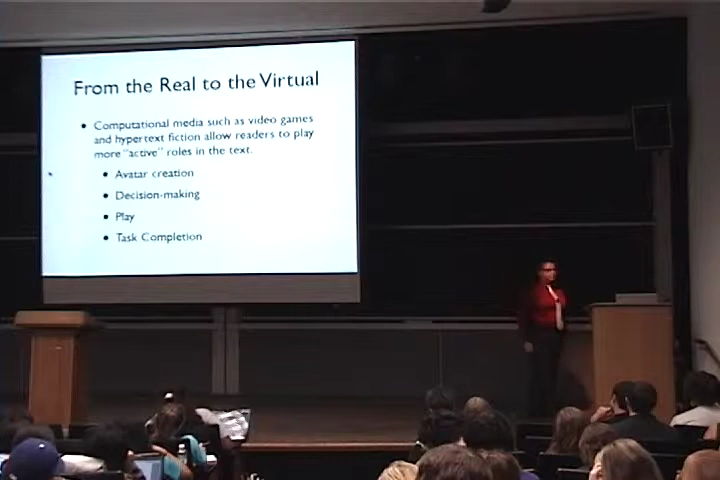 From the Real to the Virtual
• Computational media such as video games
and hypertext fiction allow readers to play
more "active" roles in the text.
• Avatar creation
• Decision-making
• Play
• Task Completion